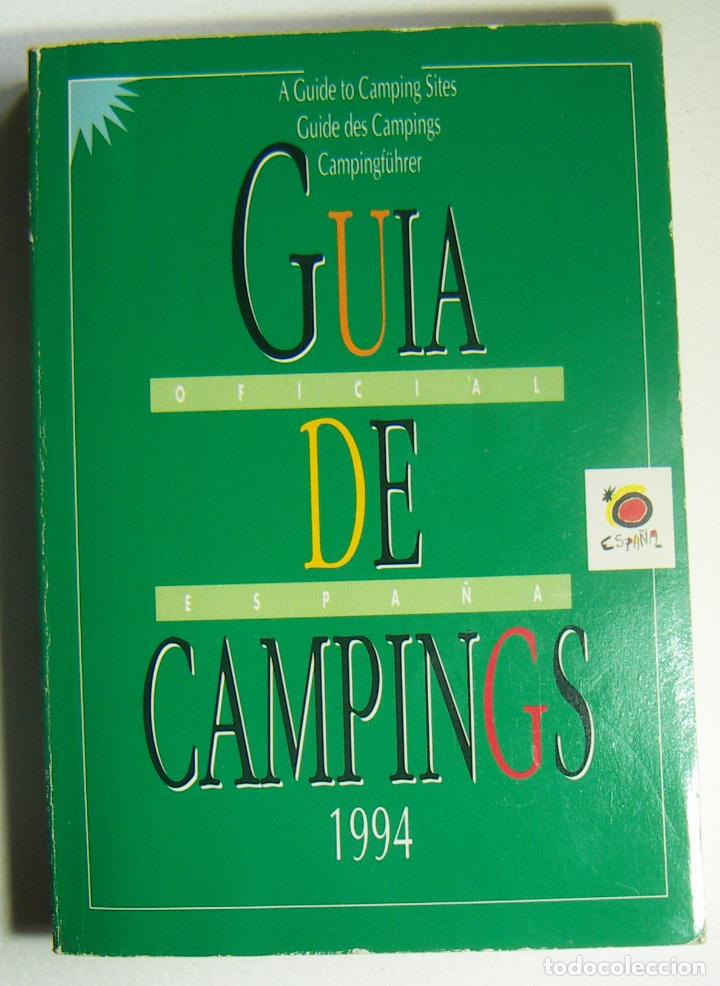 A Guide to Camping Sites
Guide des Campings
Campingführer
GUIA
OFICIAL
DE
ESPAÑA
ESPAÑA
CAMPINGS
1994
todocoleccion